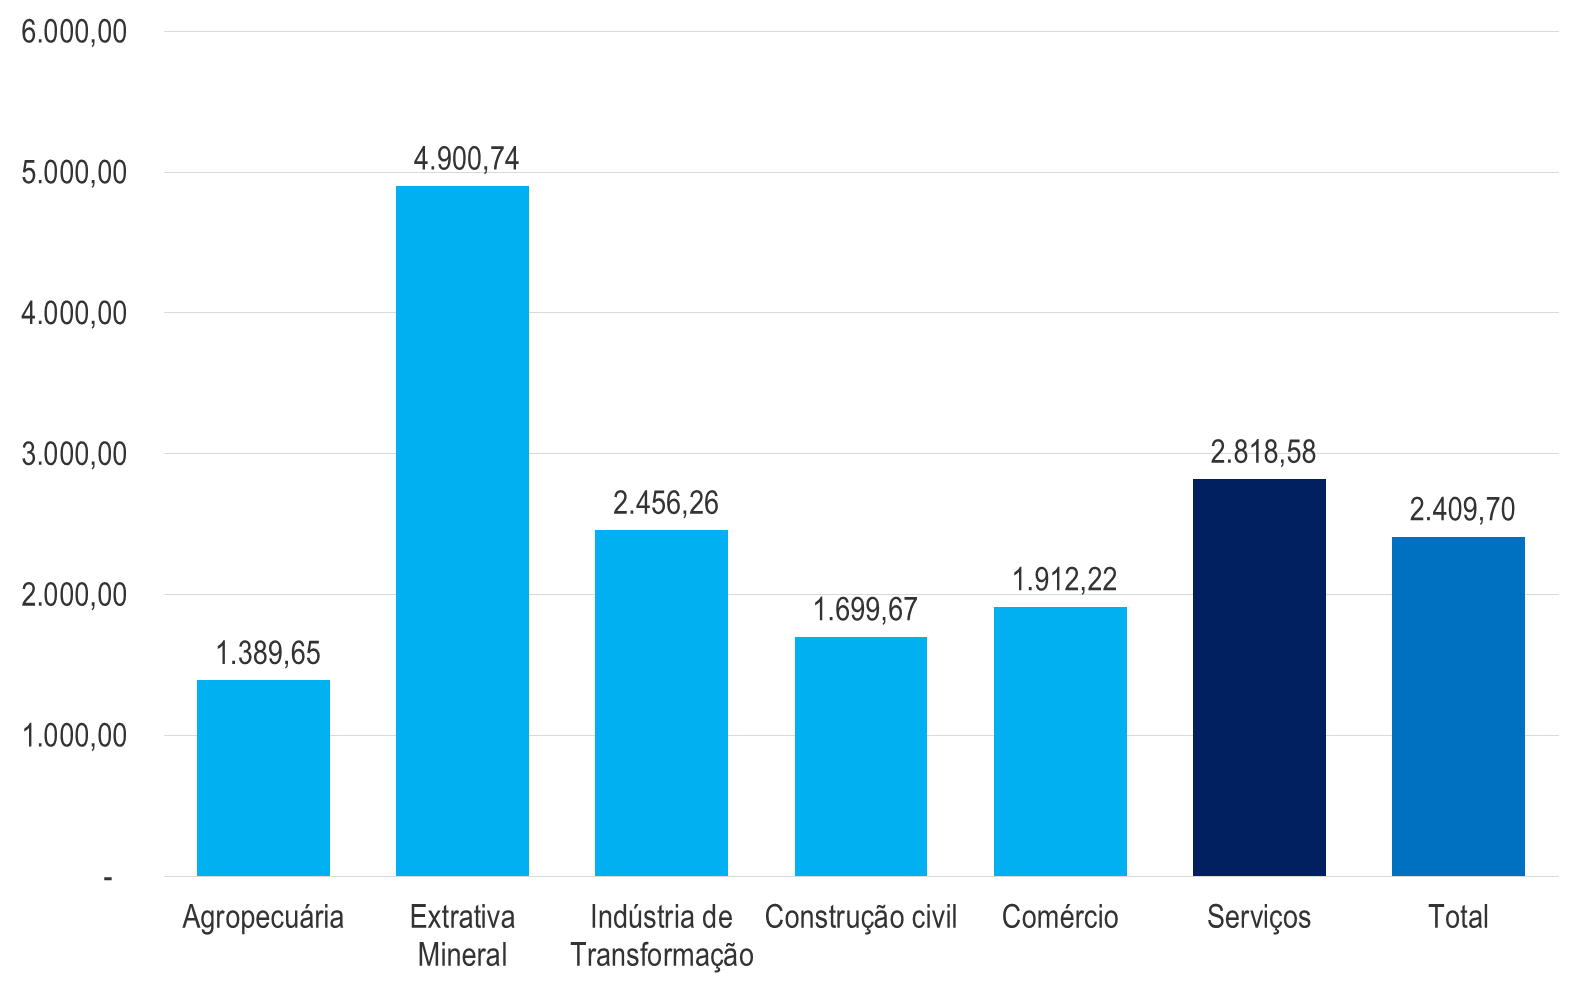 6.000,00
5.000,00
4.000,00
3.000,00
2.000,00
1.000,00
-
1.389,65
4.900,74
2.456,26
1.699,67
1.912,22
2.818,58
2.409,70
Agropecuária
Extrativa
Mineral
Indústria de
Transformação
Construção civil
Comércio
Serviços
Total